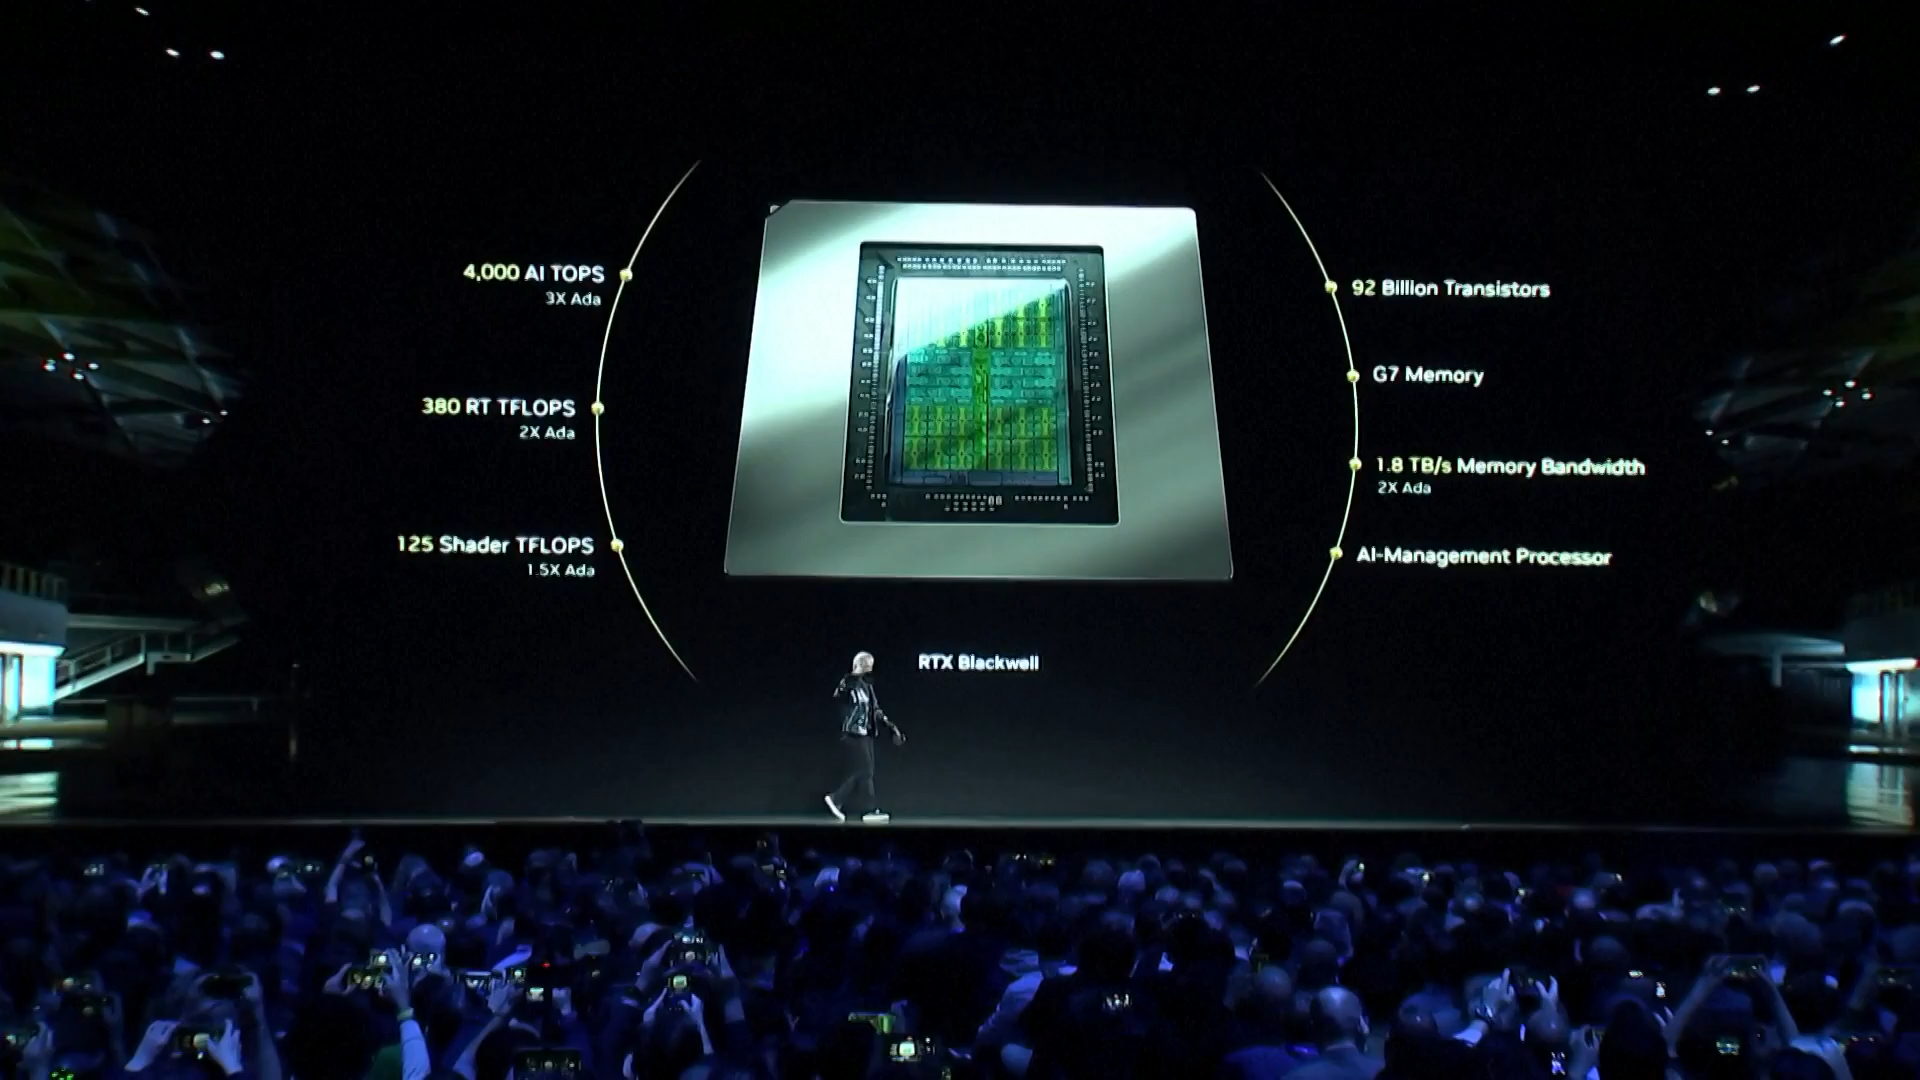 4,000 AI TOPS
3X Ada
380 RT TFLOPS
2X Ada
125 Shader TFLOPS
1.5X Ada
92 Billion Transistors
G7 Memory
1.8 TB/s Memory Bandwidth
2X Ada
AI-Management Processor
RTX Blackwell